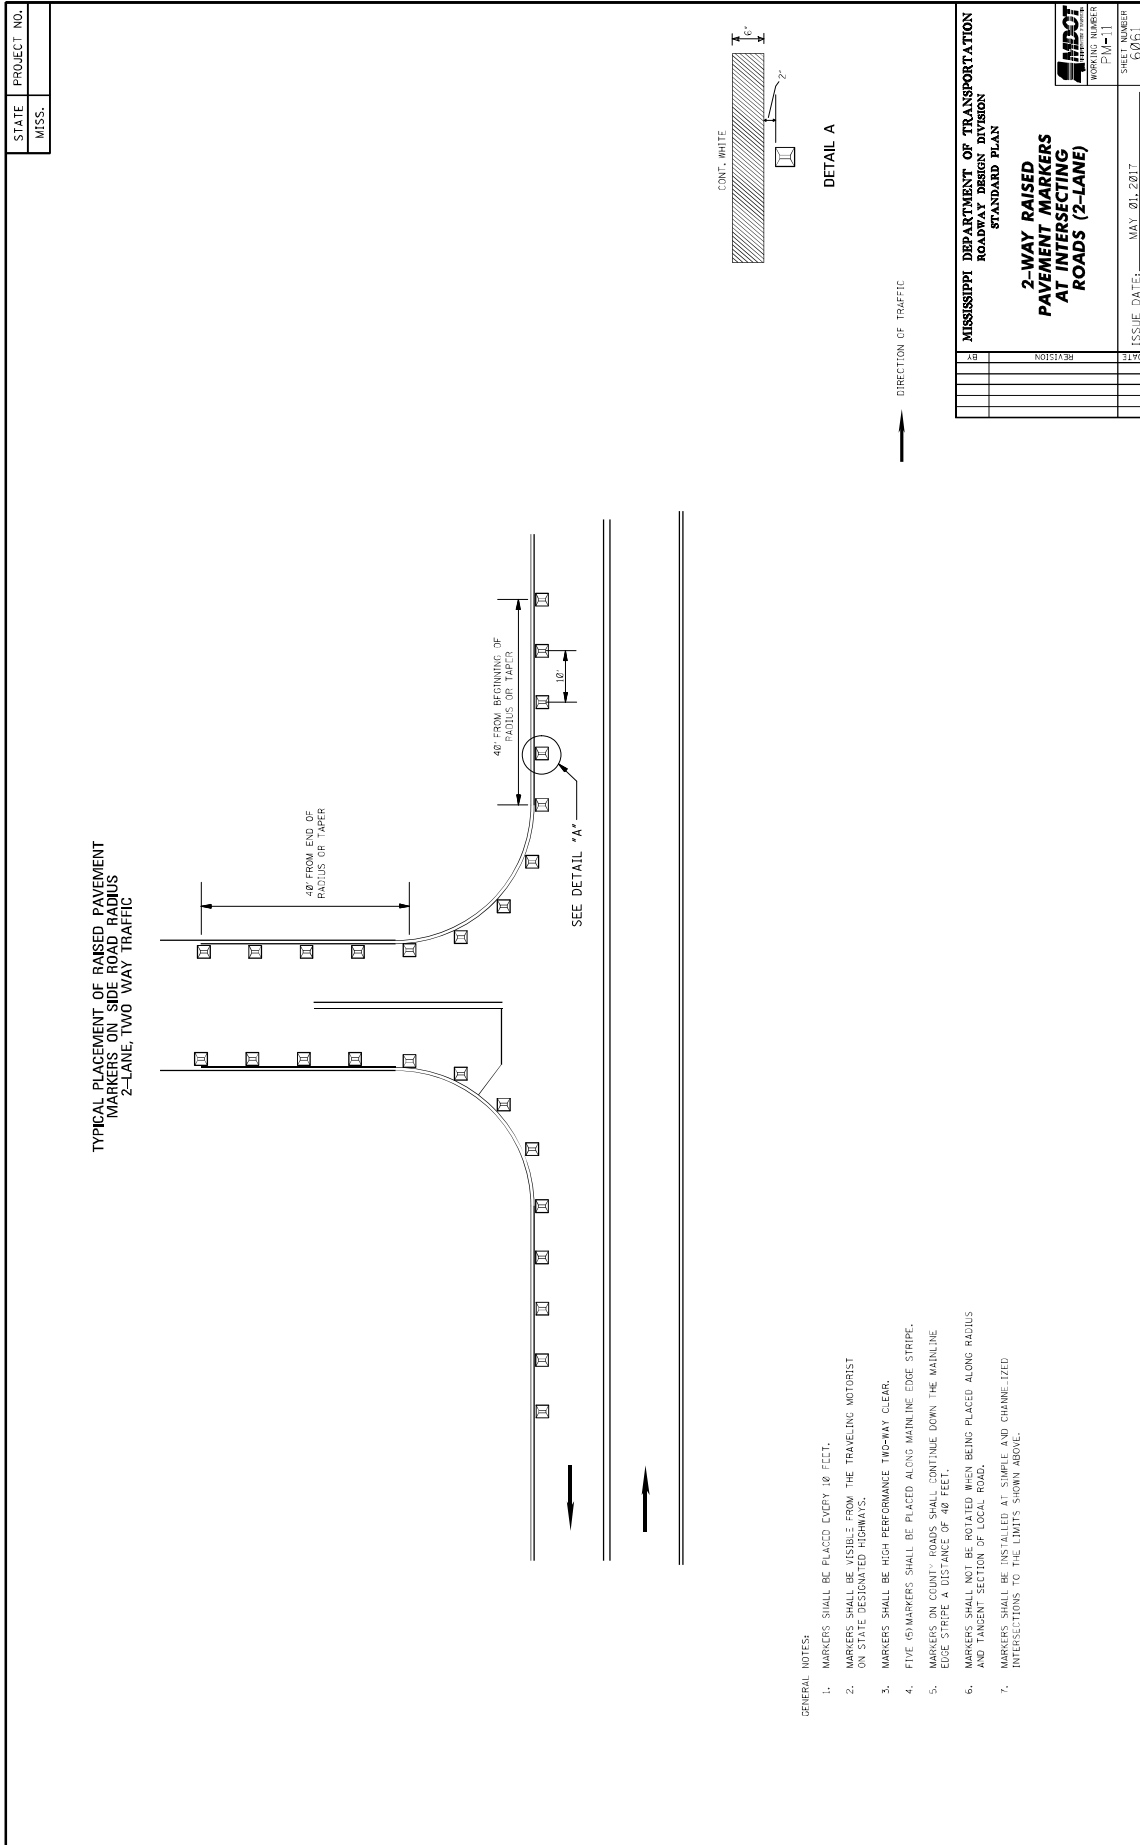 STATE PROJECT NO.
MISS.
TYPICAL PLACEMENT OF RAISED PAVEMENT
MARKERS ON SIDE ROAD RADIUS
2-LANE, TWO WAY TRAFFIC
40' FROM END OF
RADIUS OR TAPER
40' FROM BEGINNING OF
RADIUS OR TAPER
10'
SEE DETAIL "A"
CONT. WHITE
6"
2"
DETAIL A
DIRECTION OF TRAFFIC
GENERAL NOTES:
1. MARKERS SHALL BE PLACED EVERY 10 FEET.
2. MARKERS SHALL BE VISIBLE FROM THE TRAVELING MOTORIST
ON STATE DESIGNATED HIGHWAYS.
3. MARKERS SHALL BE HIGH PERFORMANCE TWO-WAY CLEAR.
4. FIVE (5) MARKERS SHALL BE PLACED ALONG MAINLINE EDGE STRIPE.
5. MARKERS ON COUNTY ROADS SHALL CONTINUE DOWN THE MAINLINE
EDGE STRIPE A DISTANCE OF 40 FEET.
6. MARKERS SHALL NOT BE ROTATED WHEN BEING PLACED ALONG RADIUS
AND TANGENT SECTION OF LOCAL ROAD.
7. MARKERS SHALL BE INSTALLED AT SIMPLE AND CHANNELIZED
INTERSECTIONS TO THE LIMITS SHOWN ABOVE.
BY
REVISION
DATE
MISSISSIPPI DEPARTMENT OF TRANSPORTATION
ROADWAY DESIGN DIVISION
STANDARD PLAN
2-WAY RAISED
PAVEMENT MARKERS
AT INTERSECTING
ROADS (2-LANE)
ISSUE DATE: MAY 01, 2017
MDOT
WORKING NUMBER
PM-11
SHEET NUMBER
6061